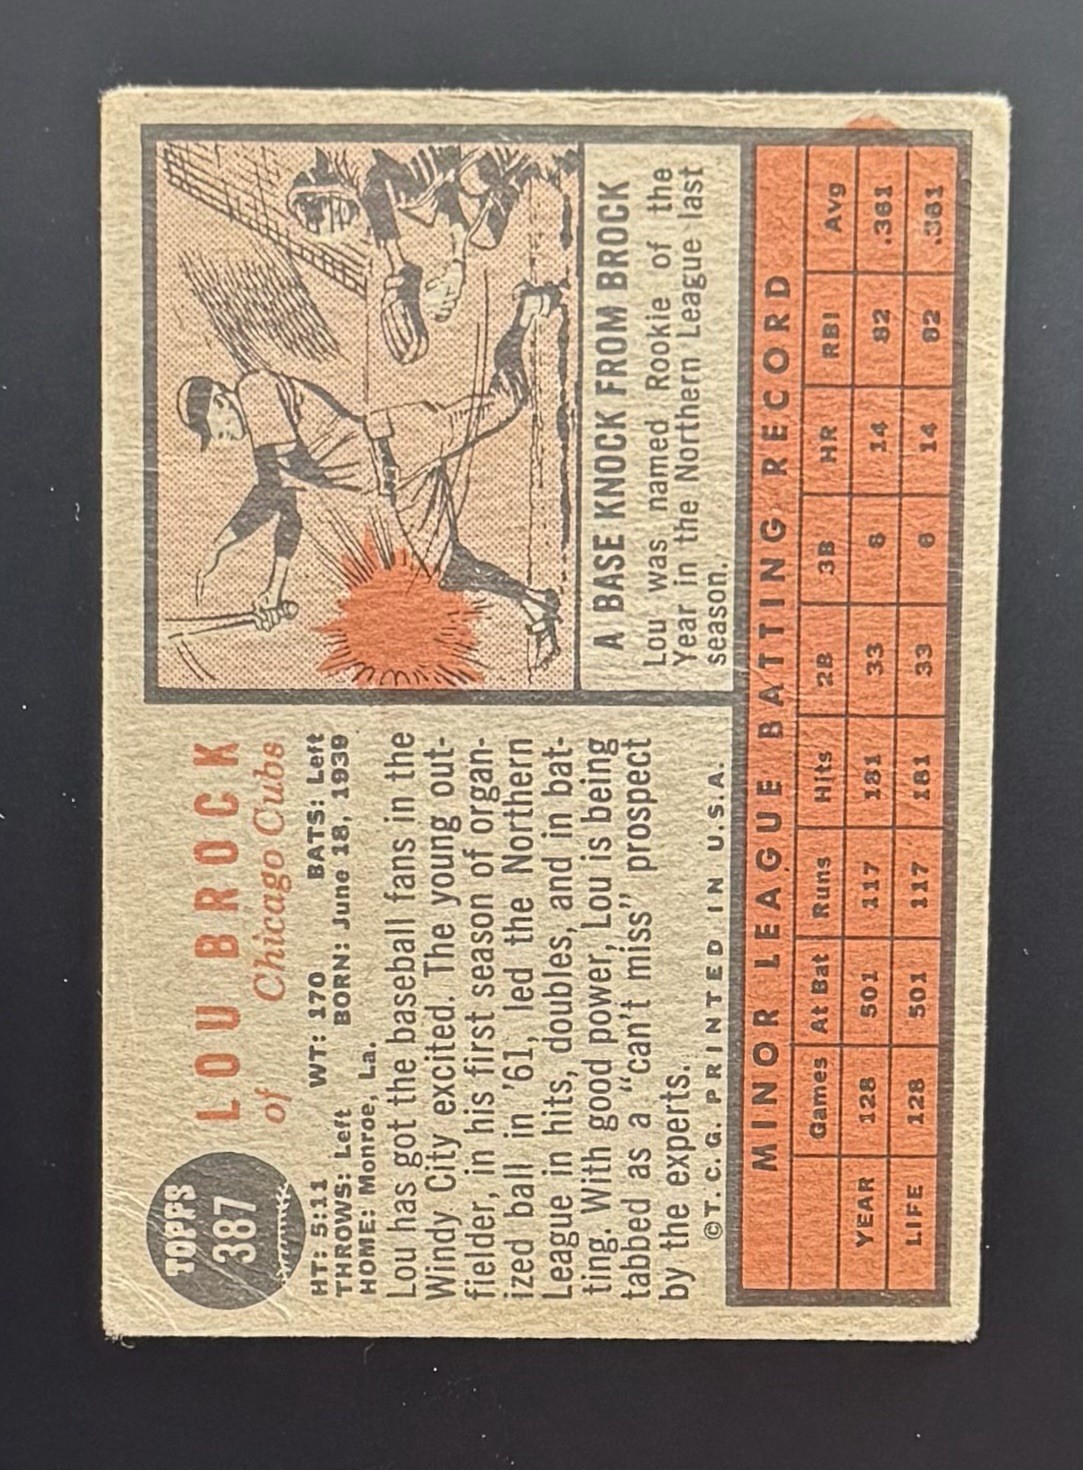 TOPPS
387
LOU BROCK
of Chicago Cubs
HT: 5:11 WT: 170 BATS: Left
THROWS: Left BORN: June 18, 1939
HOME: Monroe, La.
Lou has got the baseball fans in the
Windy City excited. The young out-
fielder, in his first season of organ-
ized ball in '61, led the Northern
League in hits, doubles, and in bat-
ting. With good power, Lou is being
tabbed as a "can't miss" prospect
by the experts.
©T.C.G. PRINTED IN U.S.A.
A BASE KNOCK FROM BROCK
Lou was named Rookie of the
Year in the Northern League last
season.
MINOR LEAGUE BATTING RECORD
Games At Bat Runs Hits 2B 3B HR RBI Avg
YEAR 128 501 117 181 33 6 14 82 .361
LIFE 128 501 117 181 33 6 14 82 .361